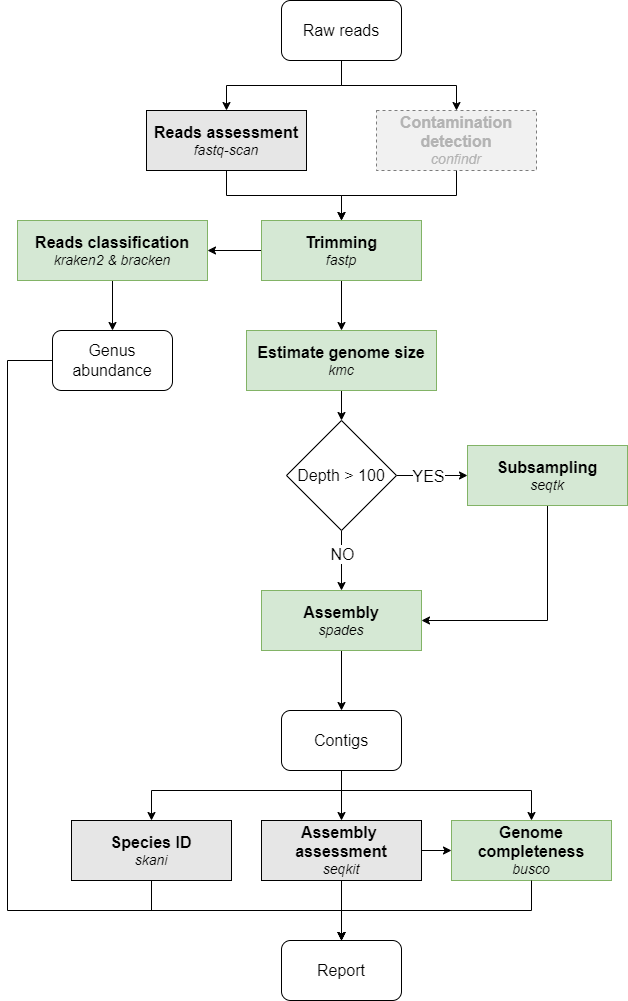 Raw reads
Reads assessment
fastq-scan
Contamination
detection
confindr
Reads classification
kraken2 & bracken
Trimming
fastp
Genus
abundance
Estimate genome size
kmc
Depth > 100
YES
Subsampling
seqtk
NO
Assembly
spades
Contigs
Species ID
skani
Assembly
assessment
seqkit
Genome
completeness
busco
Report